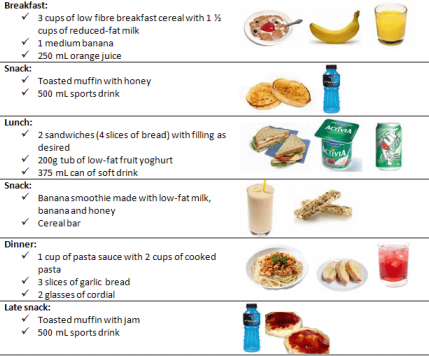 Breakfast:
✓ 3 cups of low fibre breakfast cereal with 1 ½
cups of reduced-fat milk
✓ 1 medium banana
✓ 250 mL orange juice
Snack:
✓ Toasted muffin with honey
✓ 500 mL sports drink
Lunch:
✓ 2 sandwiches (4 slices of bread) with filling as
desired
✓ 200g tub of low-fat fruit yoghurt
✓ 375 mL can of soft drink
ACTIVIA
Snack:
✓ Banana smoothie made with low-fat milk,
banana and honey
✓ Cereal bar
Dinner:
✓ 1 cup of pasta sauce with 2 cups of cooked
pasta
✓ 3 slices of garlic bread
✓ 2 glasses of cordial
Late snack:
✓ Toasted muffin with jam
✓ 500 mL sports drink